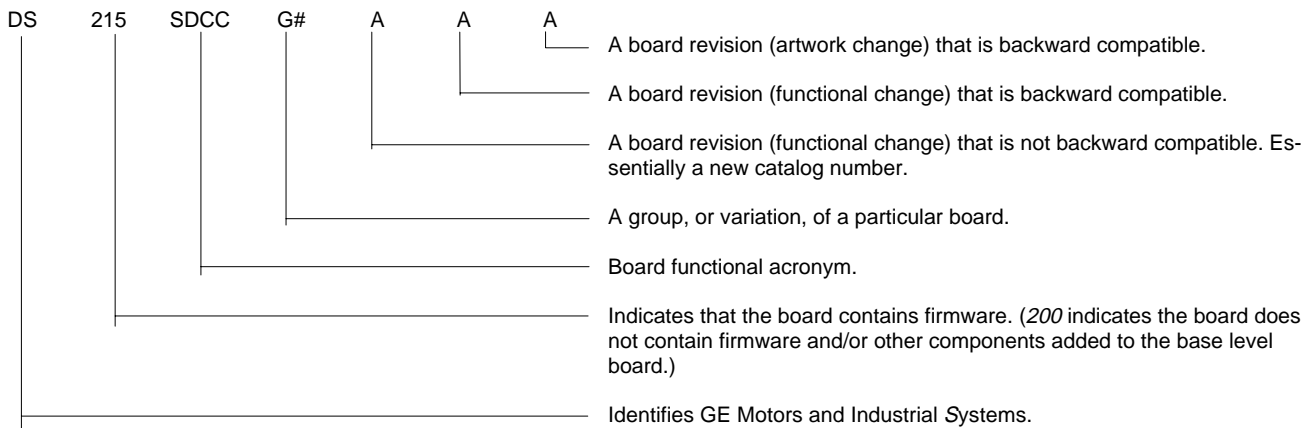 DS 215 SDCC G# A A A
A board revision (artwork change) that is backward compatible.
A board revision (functional change) that is backward compatible.
A board revision (functional change) that is not backward compatible. Es-
sentially a new catalog number.
A group, or variation, of a particular board.
Board functional acronym.
Indicates that the board contains firmware. (200 indicates the board does
not contain firmware and/or other components added to the base level
board.)
Identifies GE Motors and Industrial Systems.